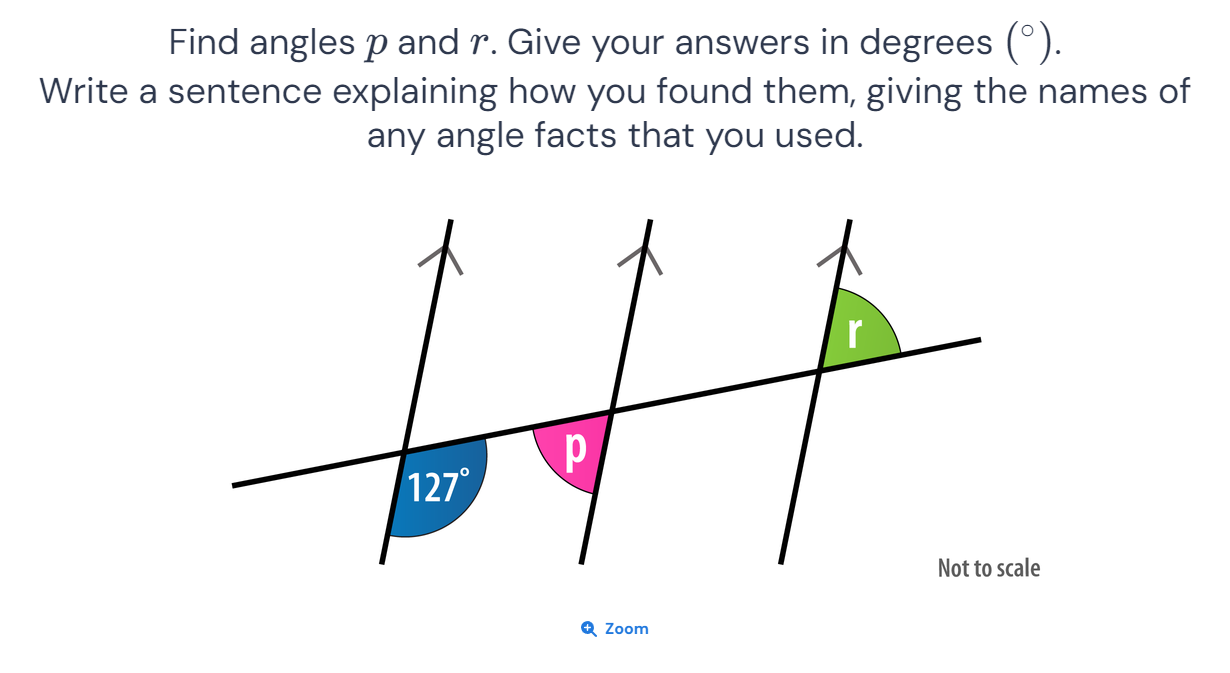 Find angles p and r. Give your answers in degrees (°).
Write a sentence explaining how you found them, giving the names of
any angle facts that you used.
r
p
127°
Not to scale
Zoom